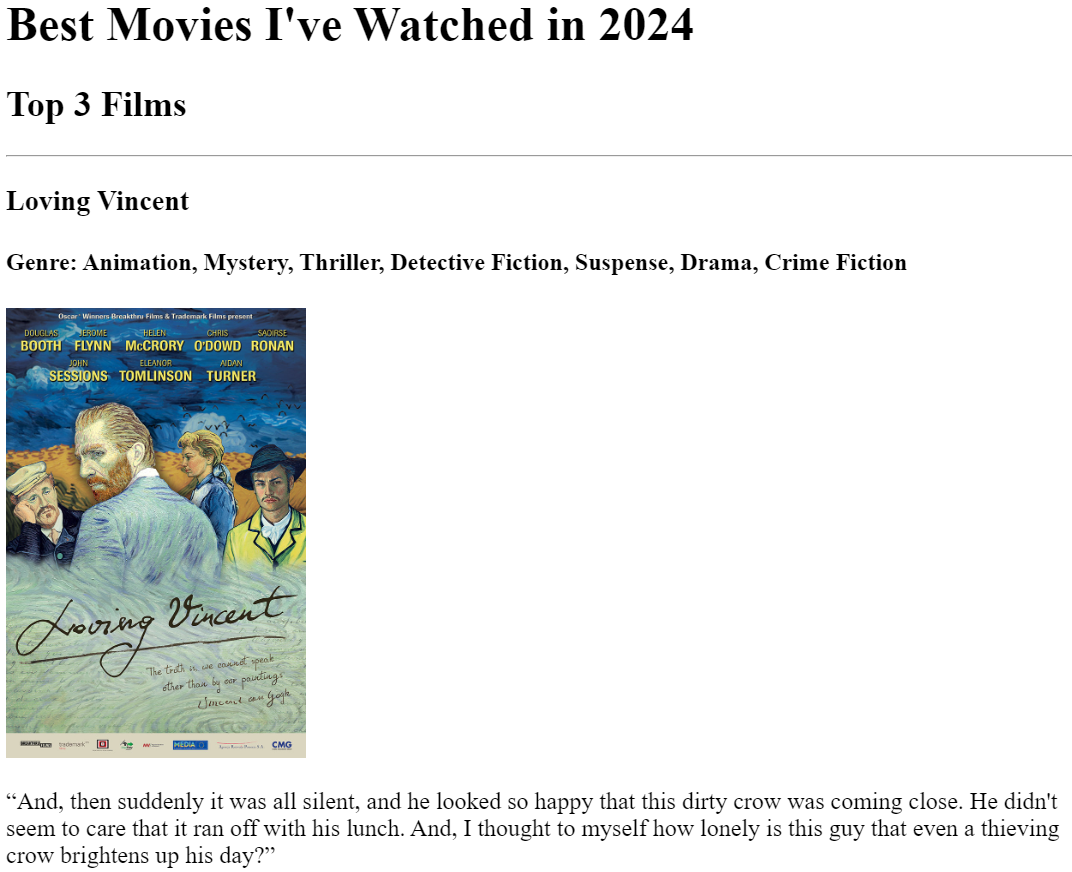 Best Movies I've Watched in 2024
Top 3 Films
Loving Vincent
Genre: Animation, Mystery, Thriller, Detective Fiction, Suspense, Drama, Crime Fiction
Oscar Winners Breakthru Films & Trademark Films present
DOUGLAS JEROME HELEN CHRIS SAOIRSE
BOOTH FLYNN McCRORY O'DOWD RONAN
JOHN ELEANOR AIDAN
SESSIONS TOMLINSON TURNER
Loving Vincent
The truth is we cannot speak
other than by our paintings
Vincent van Gogh
trademark MEDIA CMG
“And, then suddenly it was all silent, and he looked so happy that this dirty crow was coming close. He didn't
seem to care that it ran off with his lunch. And, I thought to myself how lonely is this guy that even a thieving
crow brightens up his day?”